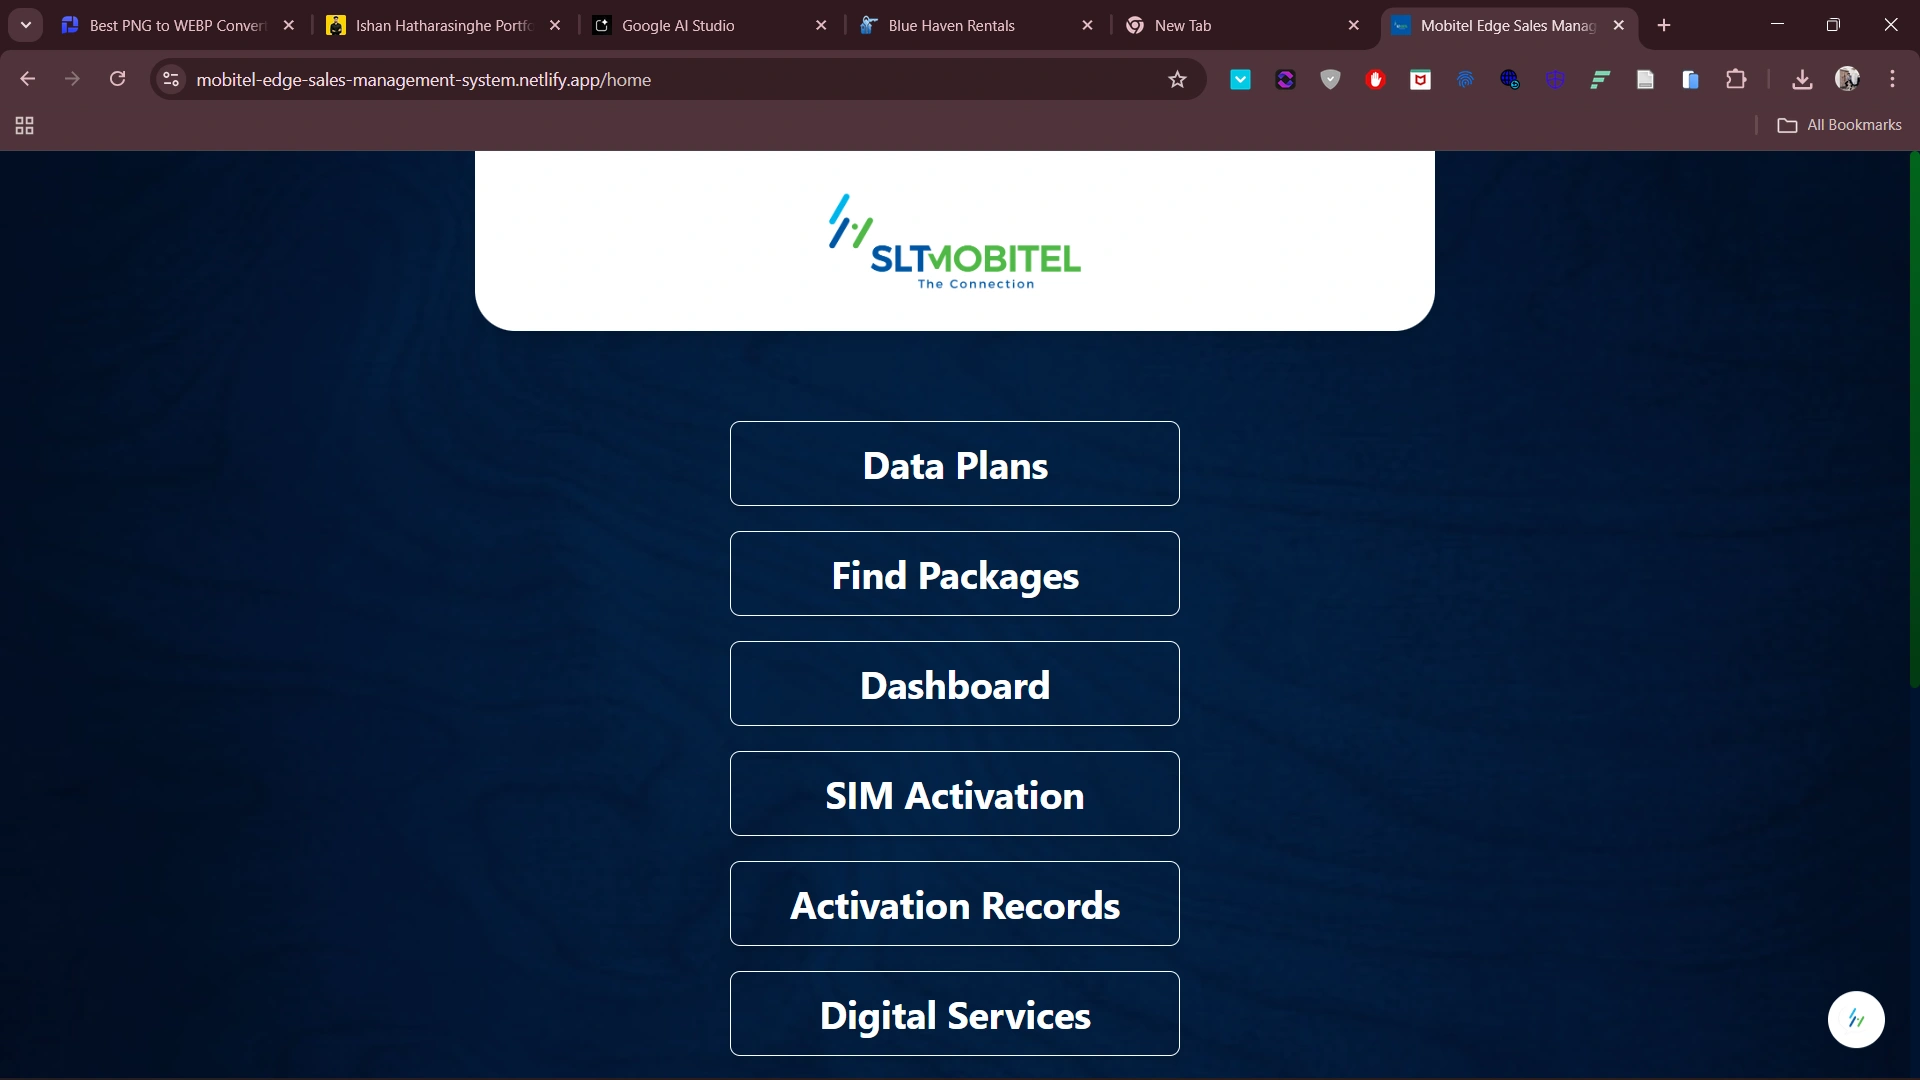 Best PNG to WEBP Conver
Ishan Hatharasinghe Portfo
Google AI Studio
Blue Haven Rentals
New Tab
Mobitel Edge Sales Manag
mobitel-edge-sales-management-system.netlify.app/home
All Bookmarks
SLTMOBITEL
The Connection
Data Plans
Find Packages
Dashboard
SIM Activation
Activation Records
Digital Services